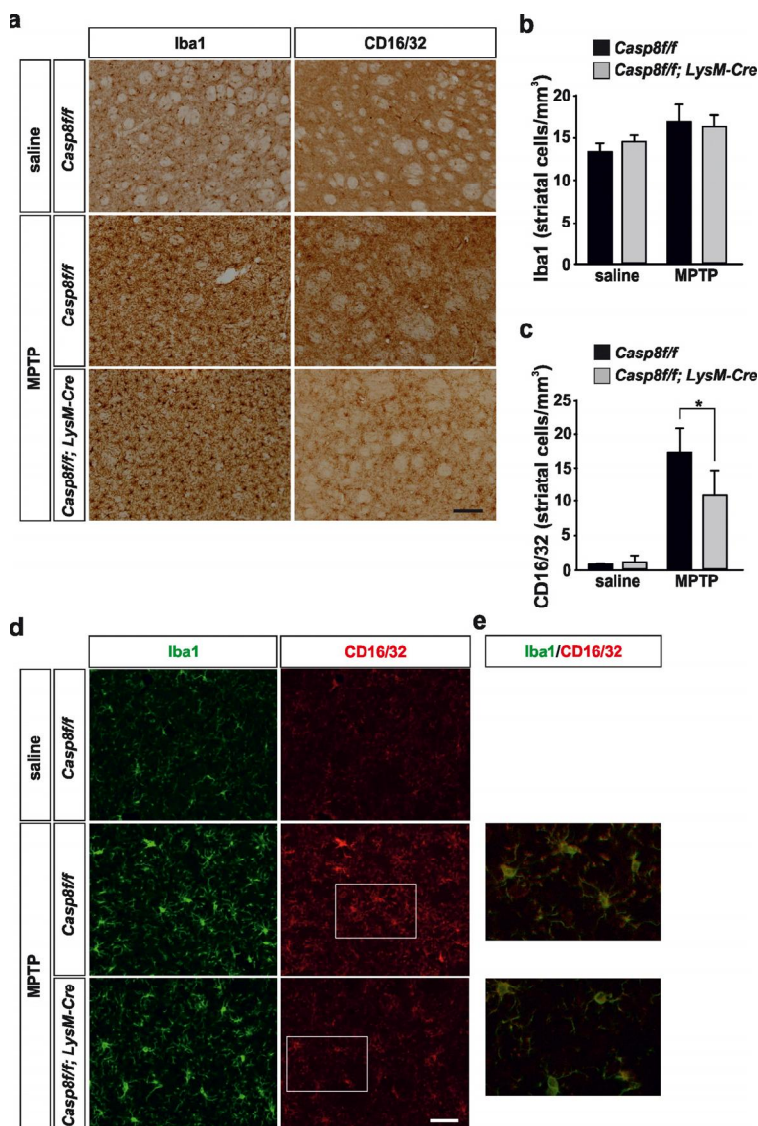 a
Iba1
CD16/32
saline
Casp8f/f
MPTP
Casp8f/f
Casp8f/f; LysM-Cre
b
Casp8f/f
Casp8f/f; LysM-Cre
Iba1 (striatal cells/mm³)
20
15
10
5
0
saline
MPTP
c
Casp8f/f
Casp8f/f; LysM-Cre
CD16/32 (striatal cells/mm³)
25
20
15
10
5
0
*
saline
MPTP
d
Iba1
CD16/32
saline
Casp8f/f
MPTP
Casp8f/f
Casp8f/f; LysM-Cre
e
Iba1/CD16/32